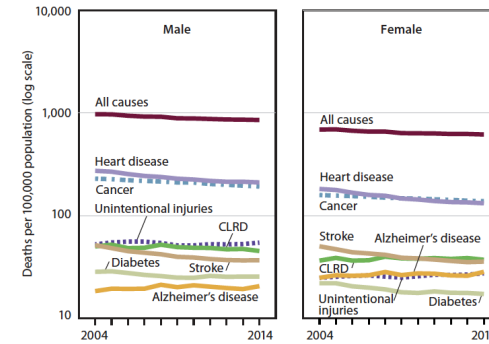 Deaths per 100,000 population (log scale)
10,000
1,000
100
10
Male
All causes
Heart disease
Cancer
Unintentional injuries
CLRD
Diabetes
Stroke
Alzheimer's disease
2004
2014
Female
All causes
Heart disease
Cancer
Stroke
Alzheimer's disease
CLRD
Unintentional
injuries
Diabetes
2004